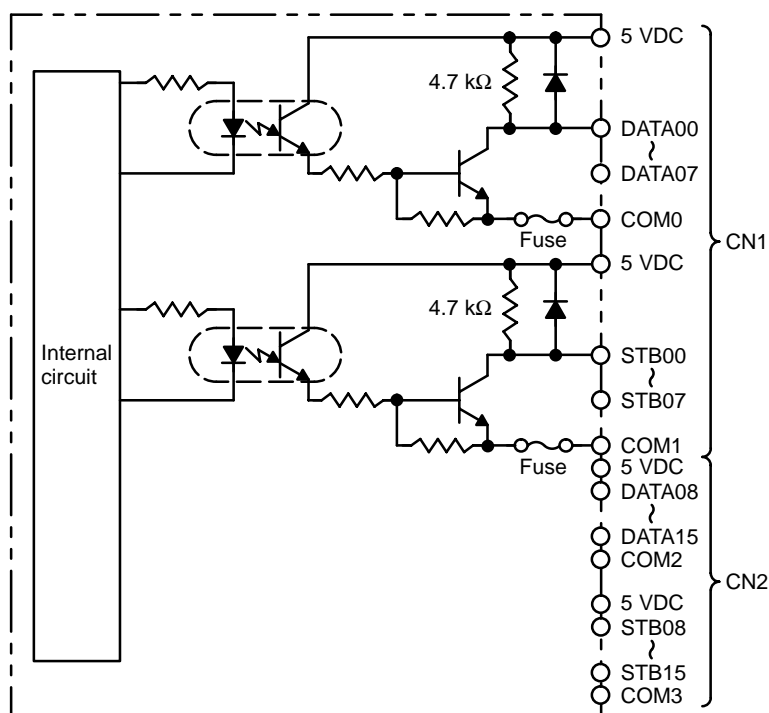 5 VDC
4.7 kΩ
DATA00
~
DATA07
COM0
Fuse
CN1
5 VDC
4.7 kΩ
Internal
circuit
STB00
~
STB07
COM1
Fuse
5 VDC
DATA08
~
DATA15
COM2
CN2
5 VDC
STB08
~
STB15
COM3